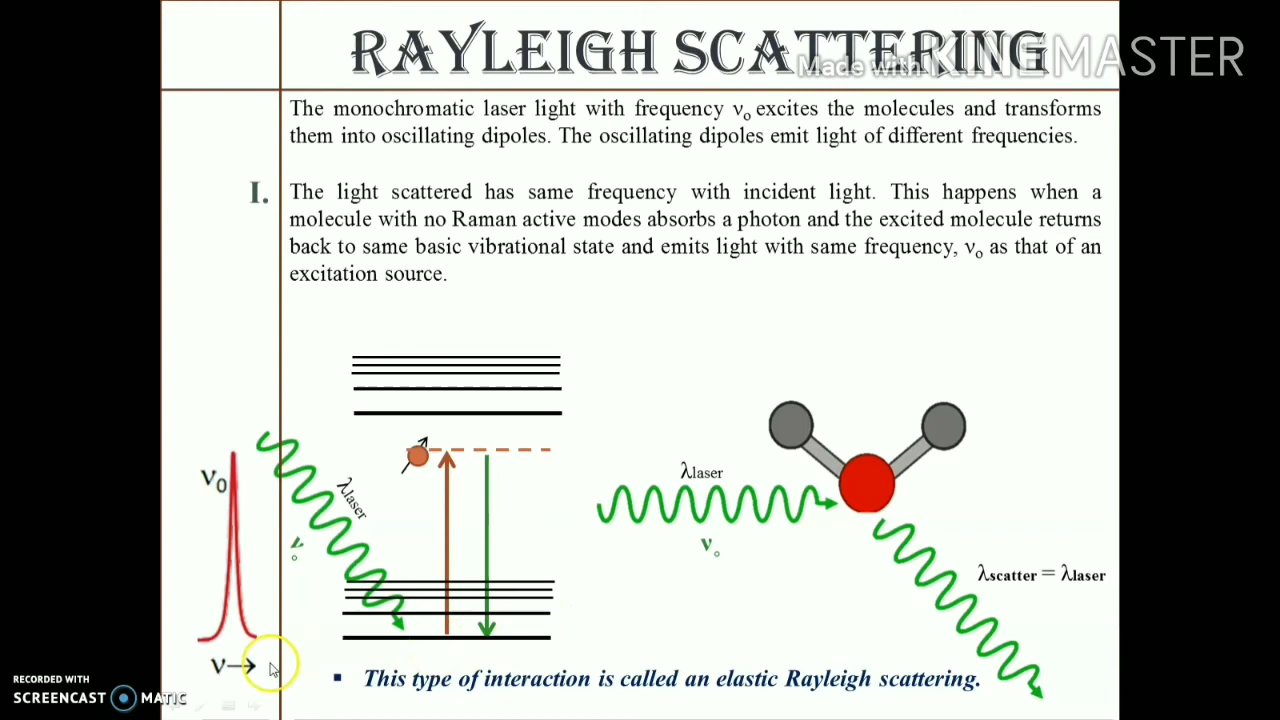 RAYLEIGH SCATTERING
Made with KINEMASTER
The monochromatic laser light with frequency νo excites the molecules and transforms
them into oscillating dipoles. The oscillating dipoles emit light of different frequencies.
I. The light scattered has same frequency with incident light. This happens when a
molecule with no Raman active modes absorbs a photon and the excited molecule returns
back to same basic vibrational state and emits light with same frequency, νo as that of an
excitation source.
ν0
λlaser
ν°
λlaser
ν°
λscatter = λlaser
ν→
▪ This type of interaction is called an elastic Rayleigh scattering.
RECORDED WITH
SCREENCAST MATIC